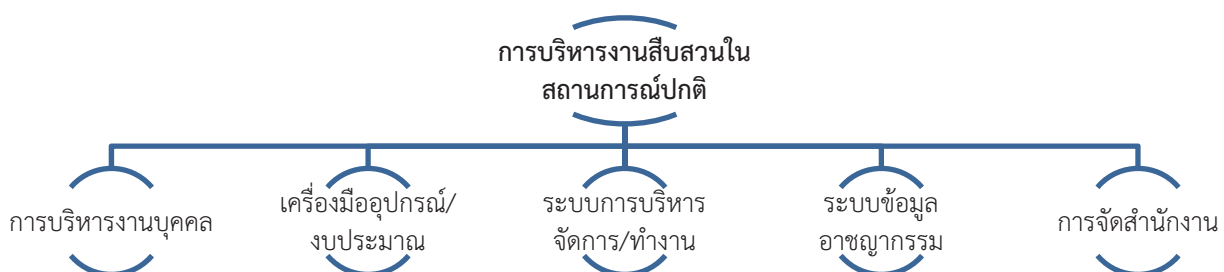 การบริหารงานสืบสวนใน
สถานการณ์ปกติ
การบริหารงานบุคคล
เครื่องมืออุปกรณ์/
งบประมาณ
ระบบการบริหาร
จัดการ/ทำงาน
ระบบข้อมูล
อาชญากรรม
การจัดสำนักงาน